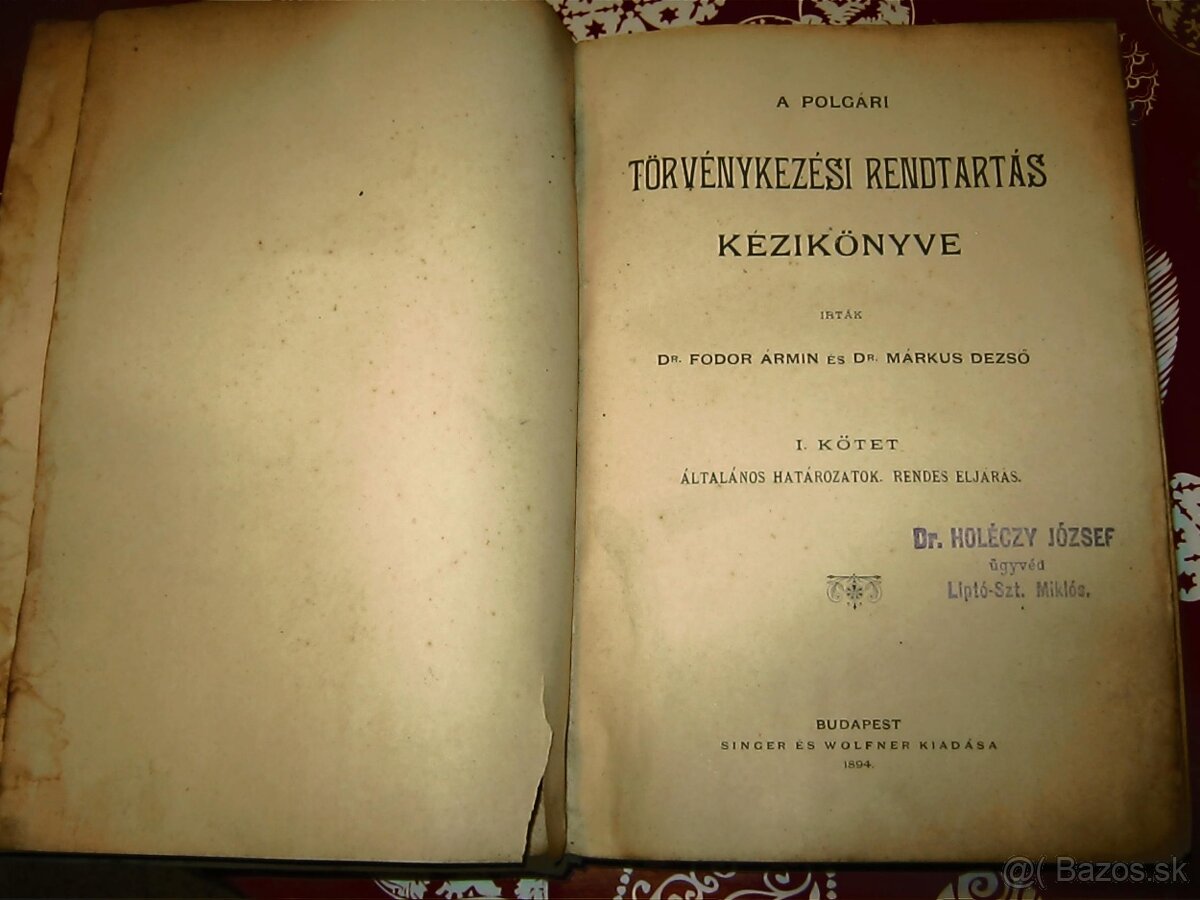 A POLGÁRI
TÖRVÉNYKEZÉSI RENDTARTÁS
KÉZIKÖNYVE
IRTÁK
DR. FODOR ÁRMIN ÉS DR. MÁRKUS DEZSŐ
I. KÖTET
ÁLTALÁNOS HATÁROZATOK. RENDES ELJÁRÁS.
Dr. HOLÉCZY JÓZSEF
ügyvéd
Liptó-Szt. Miklós.
BUDAPEST
SINGER ÉS WOLFNER KIADÁSA
1894.
@( Bazos.sk